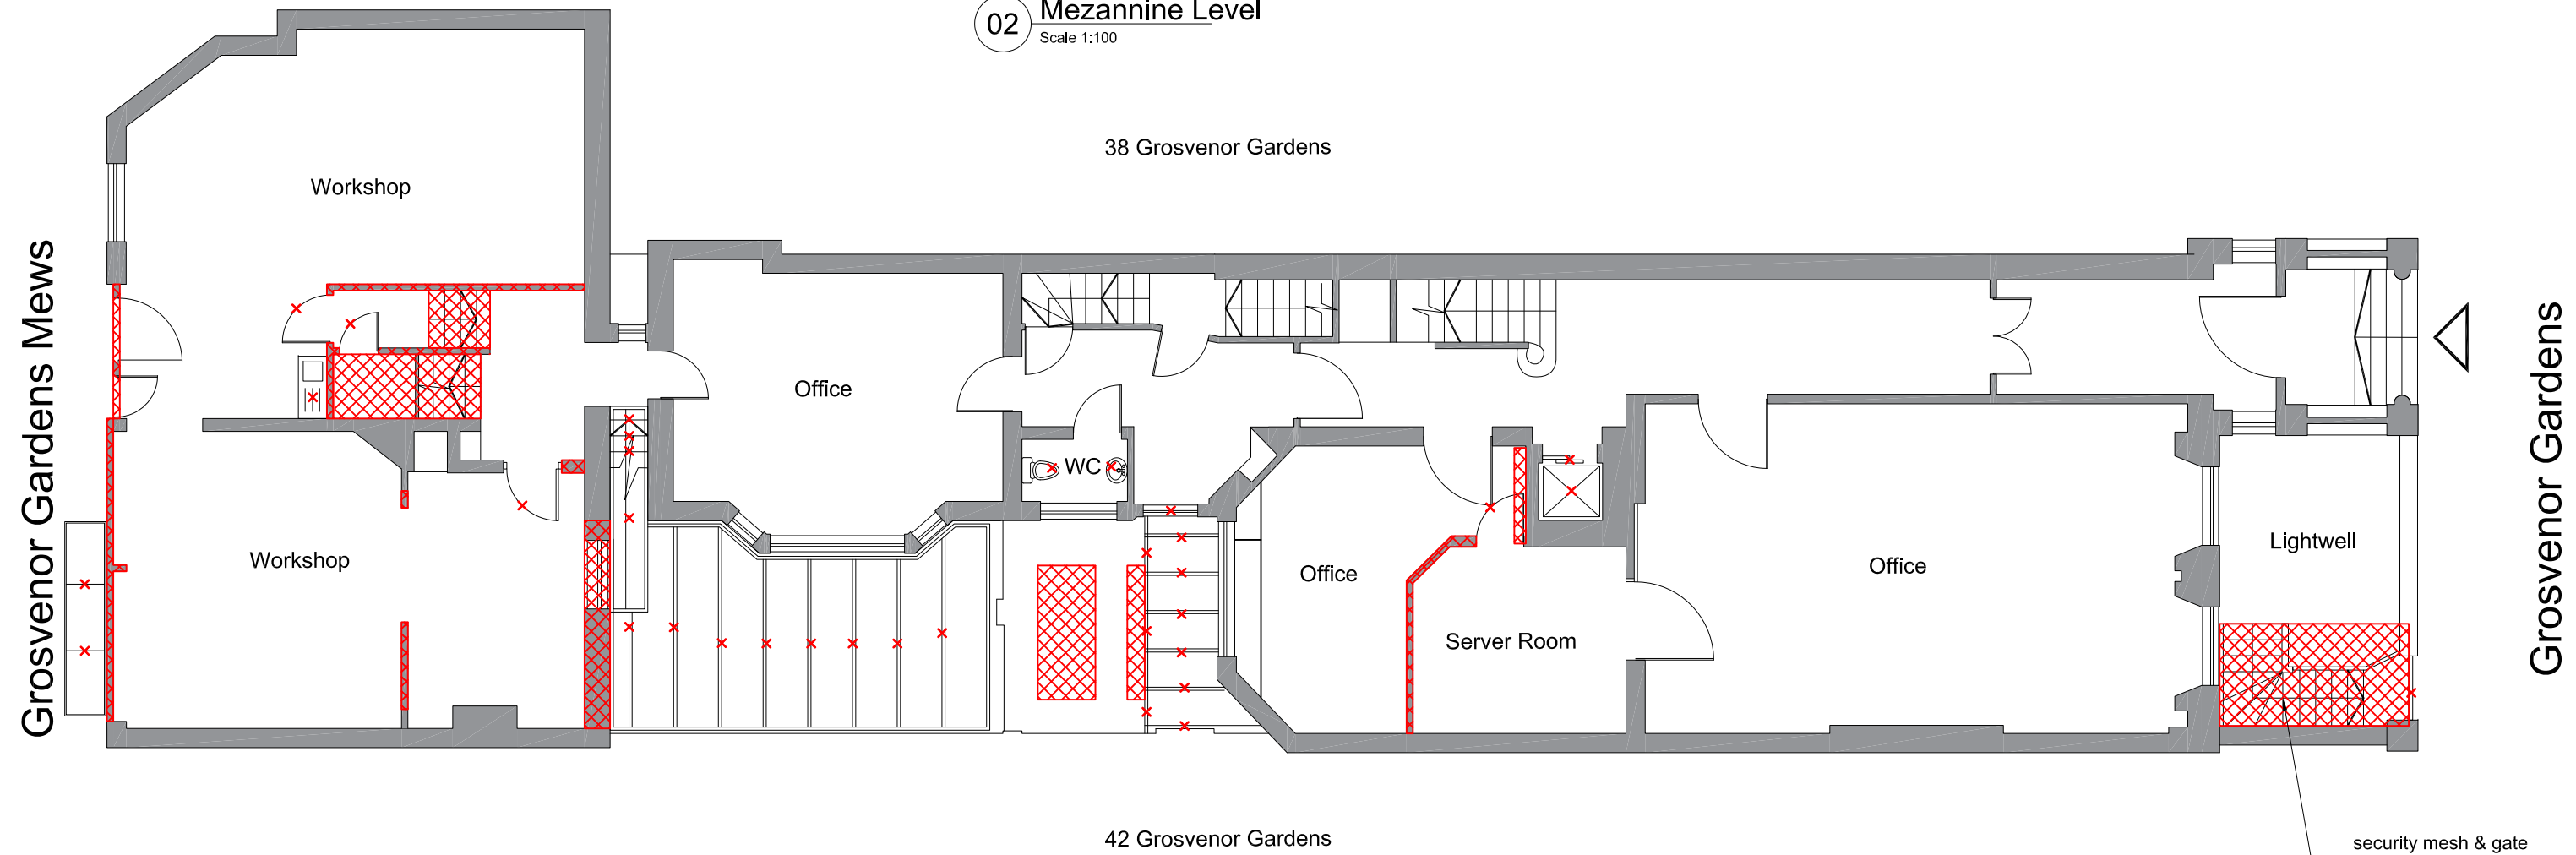 02
Mezannine Level
Scale 1:100
38 Grosvenor Gardens
Workshop
Grosvenor Gardens Mews
Office
WC
Workshop
Office
Server Room
Office
Lightwell
Grosvenor Gardens
42 Grosvenor Gardens
security mesh & gate